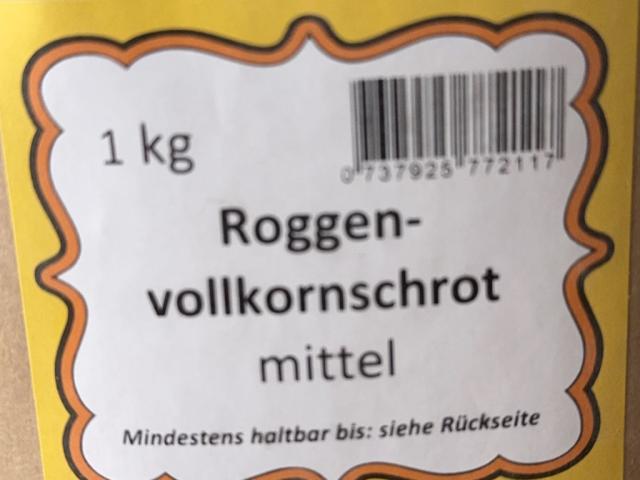 1 kg
0 737925 772117
Roggen-
vollkornschrot
mittel
Mindestens haltbar bis: siehe Rückseite